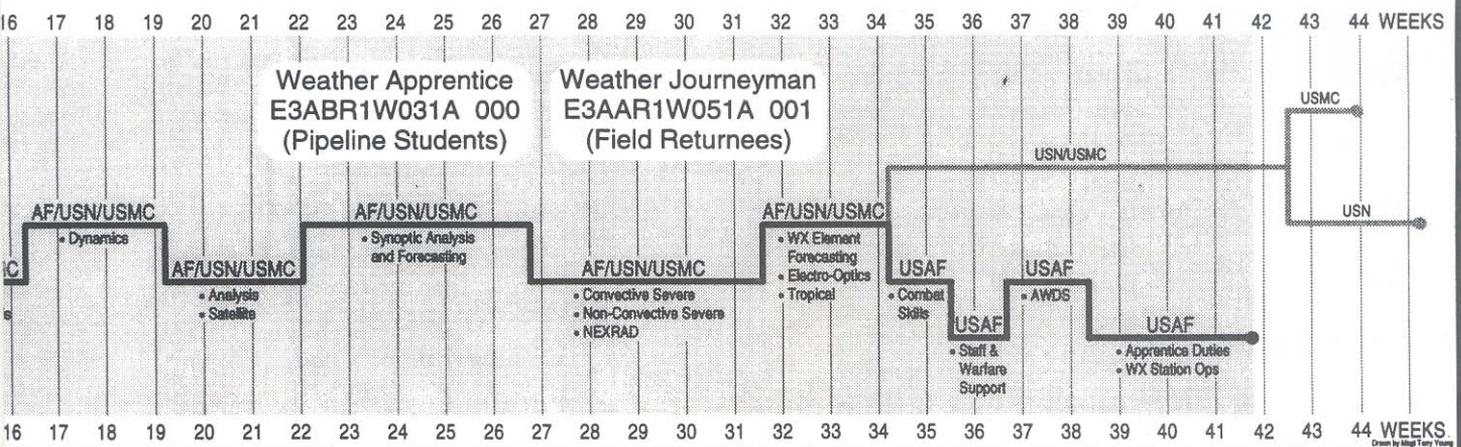 16 17 18 19 20 21 22 23 24 25 26 27 28 29 30 31 32 33 34 35 36 37 38 39 40 41 42 43 44 WEEKS
Weather Apprentice
E3ABR1W031A 000
(Pipeline Students)
Weather Journeyman
E3AAR1W051A 001
(Field Returnees)
USMC
USN/USMC
USN
AF/USN/USMC
• Dynamics
AF/USN/USMC
• Analysis
• Satellite
AF/USN/USMC
• Synoptic Analysis
and Forecasting
AF/USN/USMC
• Convective Severe
• Non-Convective Severe
• NEXRAD
AF/USN/USMC
• WX Element
Forecasting
• Electro-Optics
• Tropical
USAF
• Combat
Skills
USAF
• Staff &
Warfare
Support
USAF
• AWDS
USAF
• Apprentice Duties
• WX Station Ops
16 17 18 19 20 21 22 23 24 25 26 27 28 29 30 31 32 33 34 35 36 37 38 39 40 41 42 43 44 WEEKS
Drawn by MSgt Terry Young